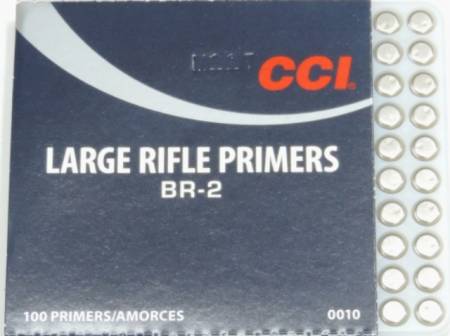 CCI
LARGE RIFLE PRIMERS
BR-2
100 PRIMERS/AMORCES
0010